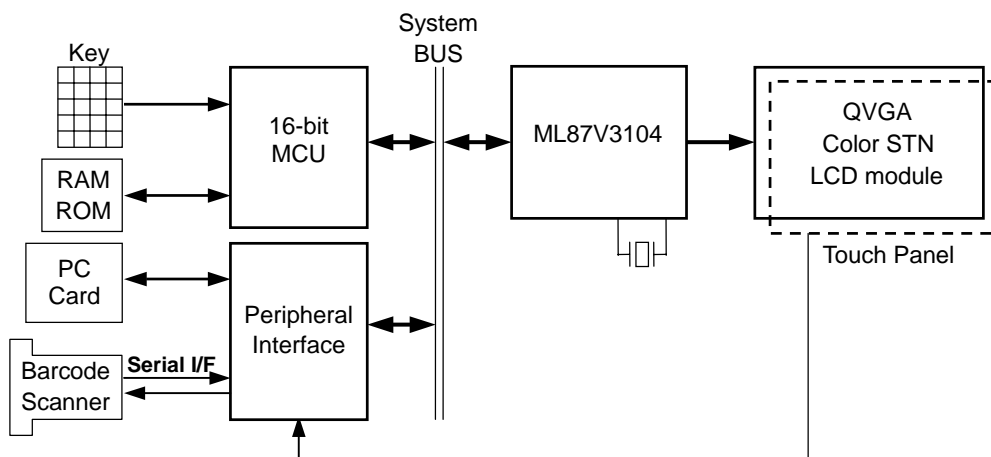 Key
System
BUS
16-bit
MCU
ML87V3104
QVGA
Color STN
LCD module
RAM
ROM
Touch Panel
PC
Card
Peripheral
Interface
Serial I/F
Barcode
Scanner